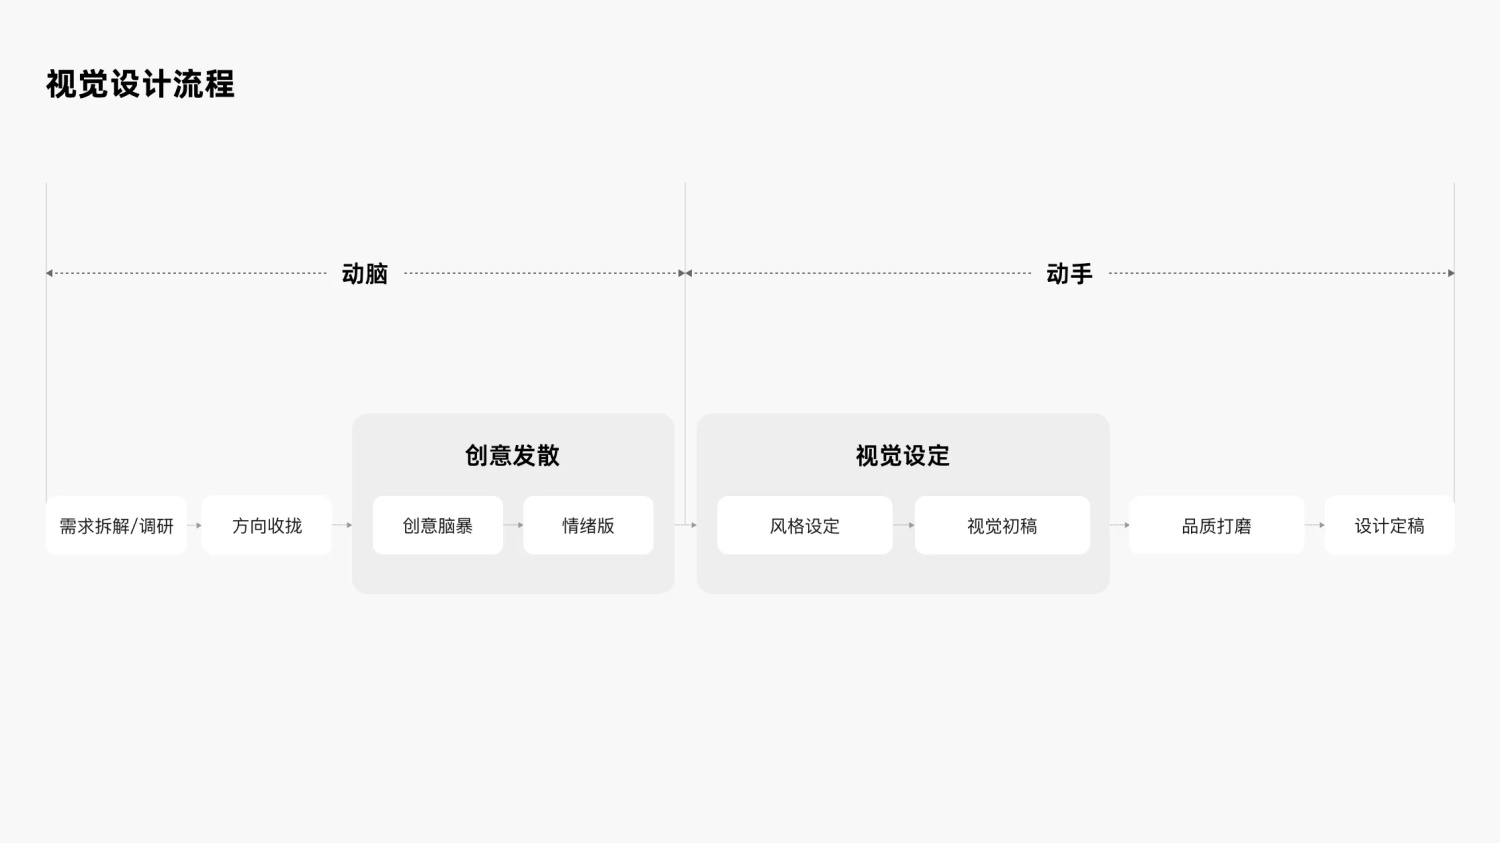 视觉设计流程
动脑
动手
创意发散
视觉设定
需求拆解/调研
方向收拢
创意脑暴
情绪版
风格设定
视觉初稿
品质打磨
设计定稿